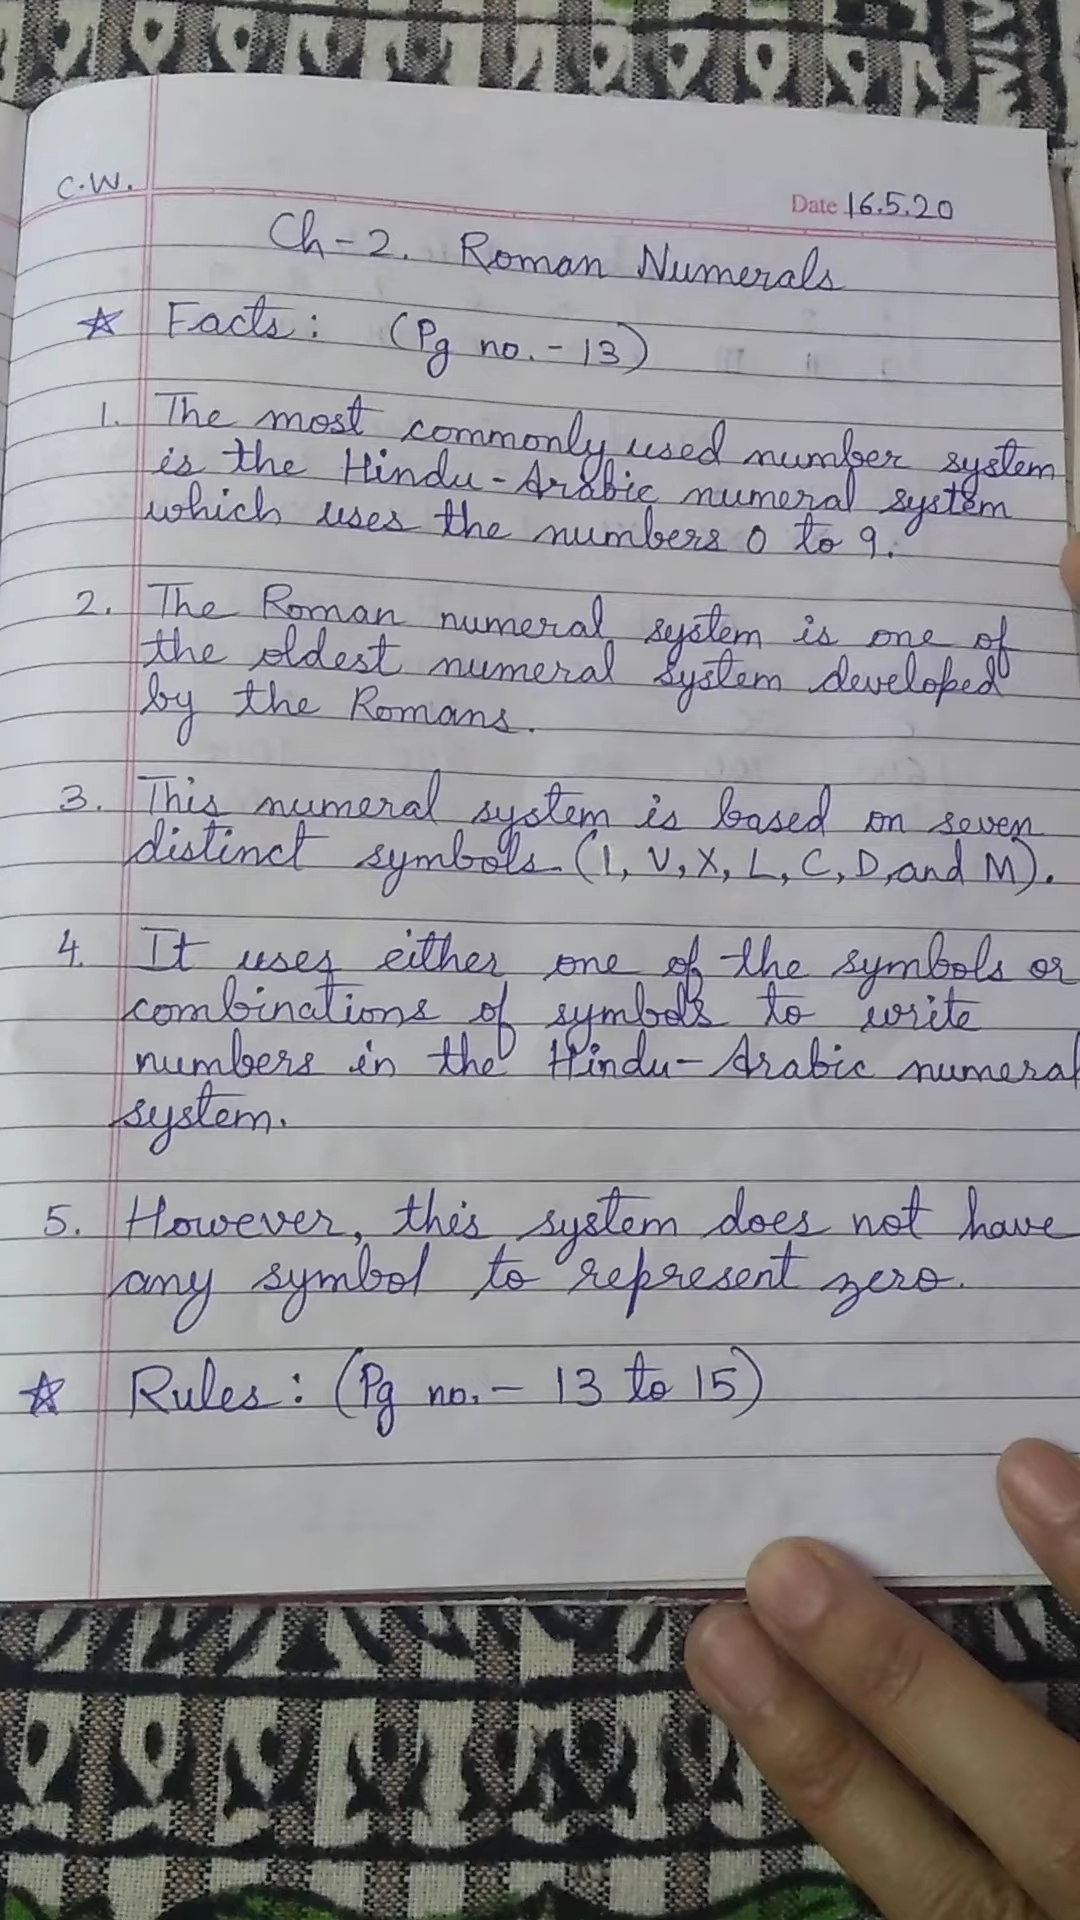 C.W.
Date 16.5.20
Ch-2. Roman Numerals
☆ Facts: (Pg no.-13)
1. The most commonly used number system
is the Hindu-Arabic numeral system
which uses the numbers 0 to 9.
2. The Roman numeral system is one of
the oldest numeral system developed
by the Romans.
3. This numeral system is based on seven
distinct symbols (I, V, X, L, C, D, and M).
4. It uses either one of the symbols or
combinations of symbols to write
numbers in the Hindu-Arabic numeral
system.
5. However, this system does not have
any symbol to represent zero.
☆ Rules: (Pg no.- 13 to 15)